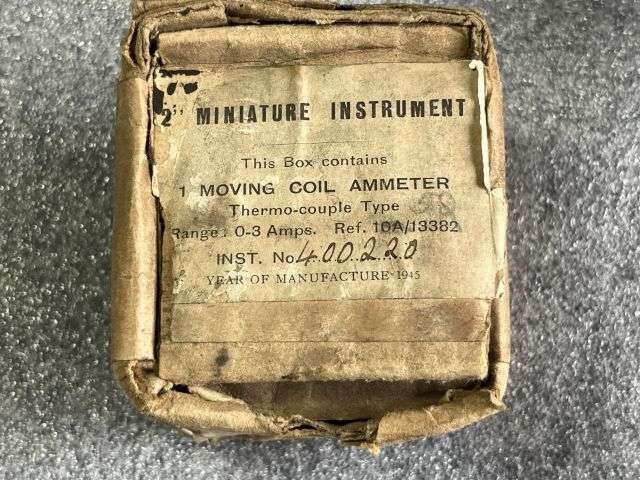 2" MINIATURE INSTRUMENT
This Box contains
1 MOVING COIL AMMETER
Thermo-couple Type
Range: 0-3 Amps. Ref. 10A/13382
INST. No 400220
YEAR OF MANUFACTURE 1945